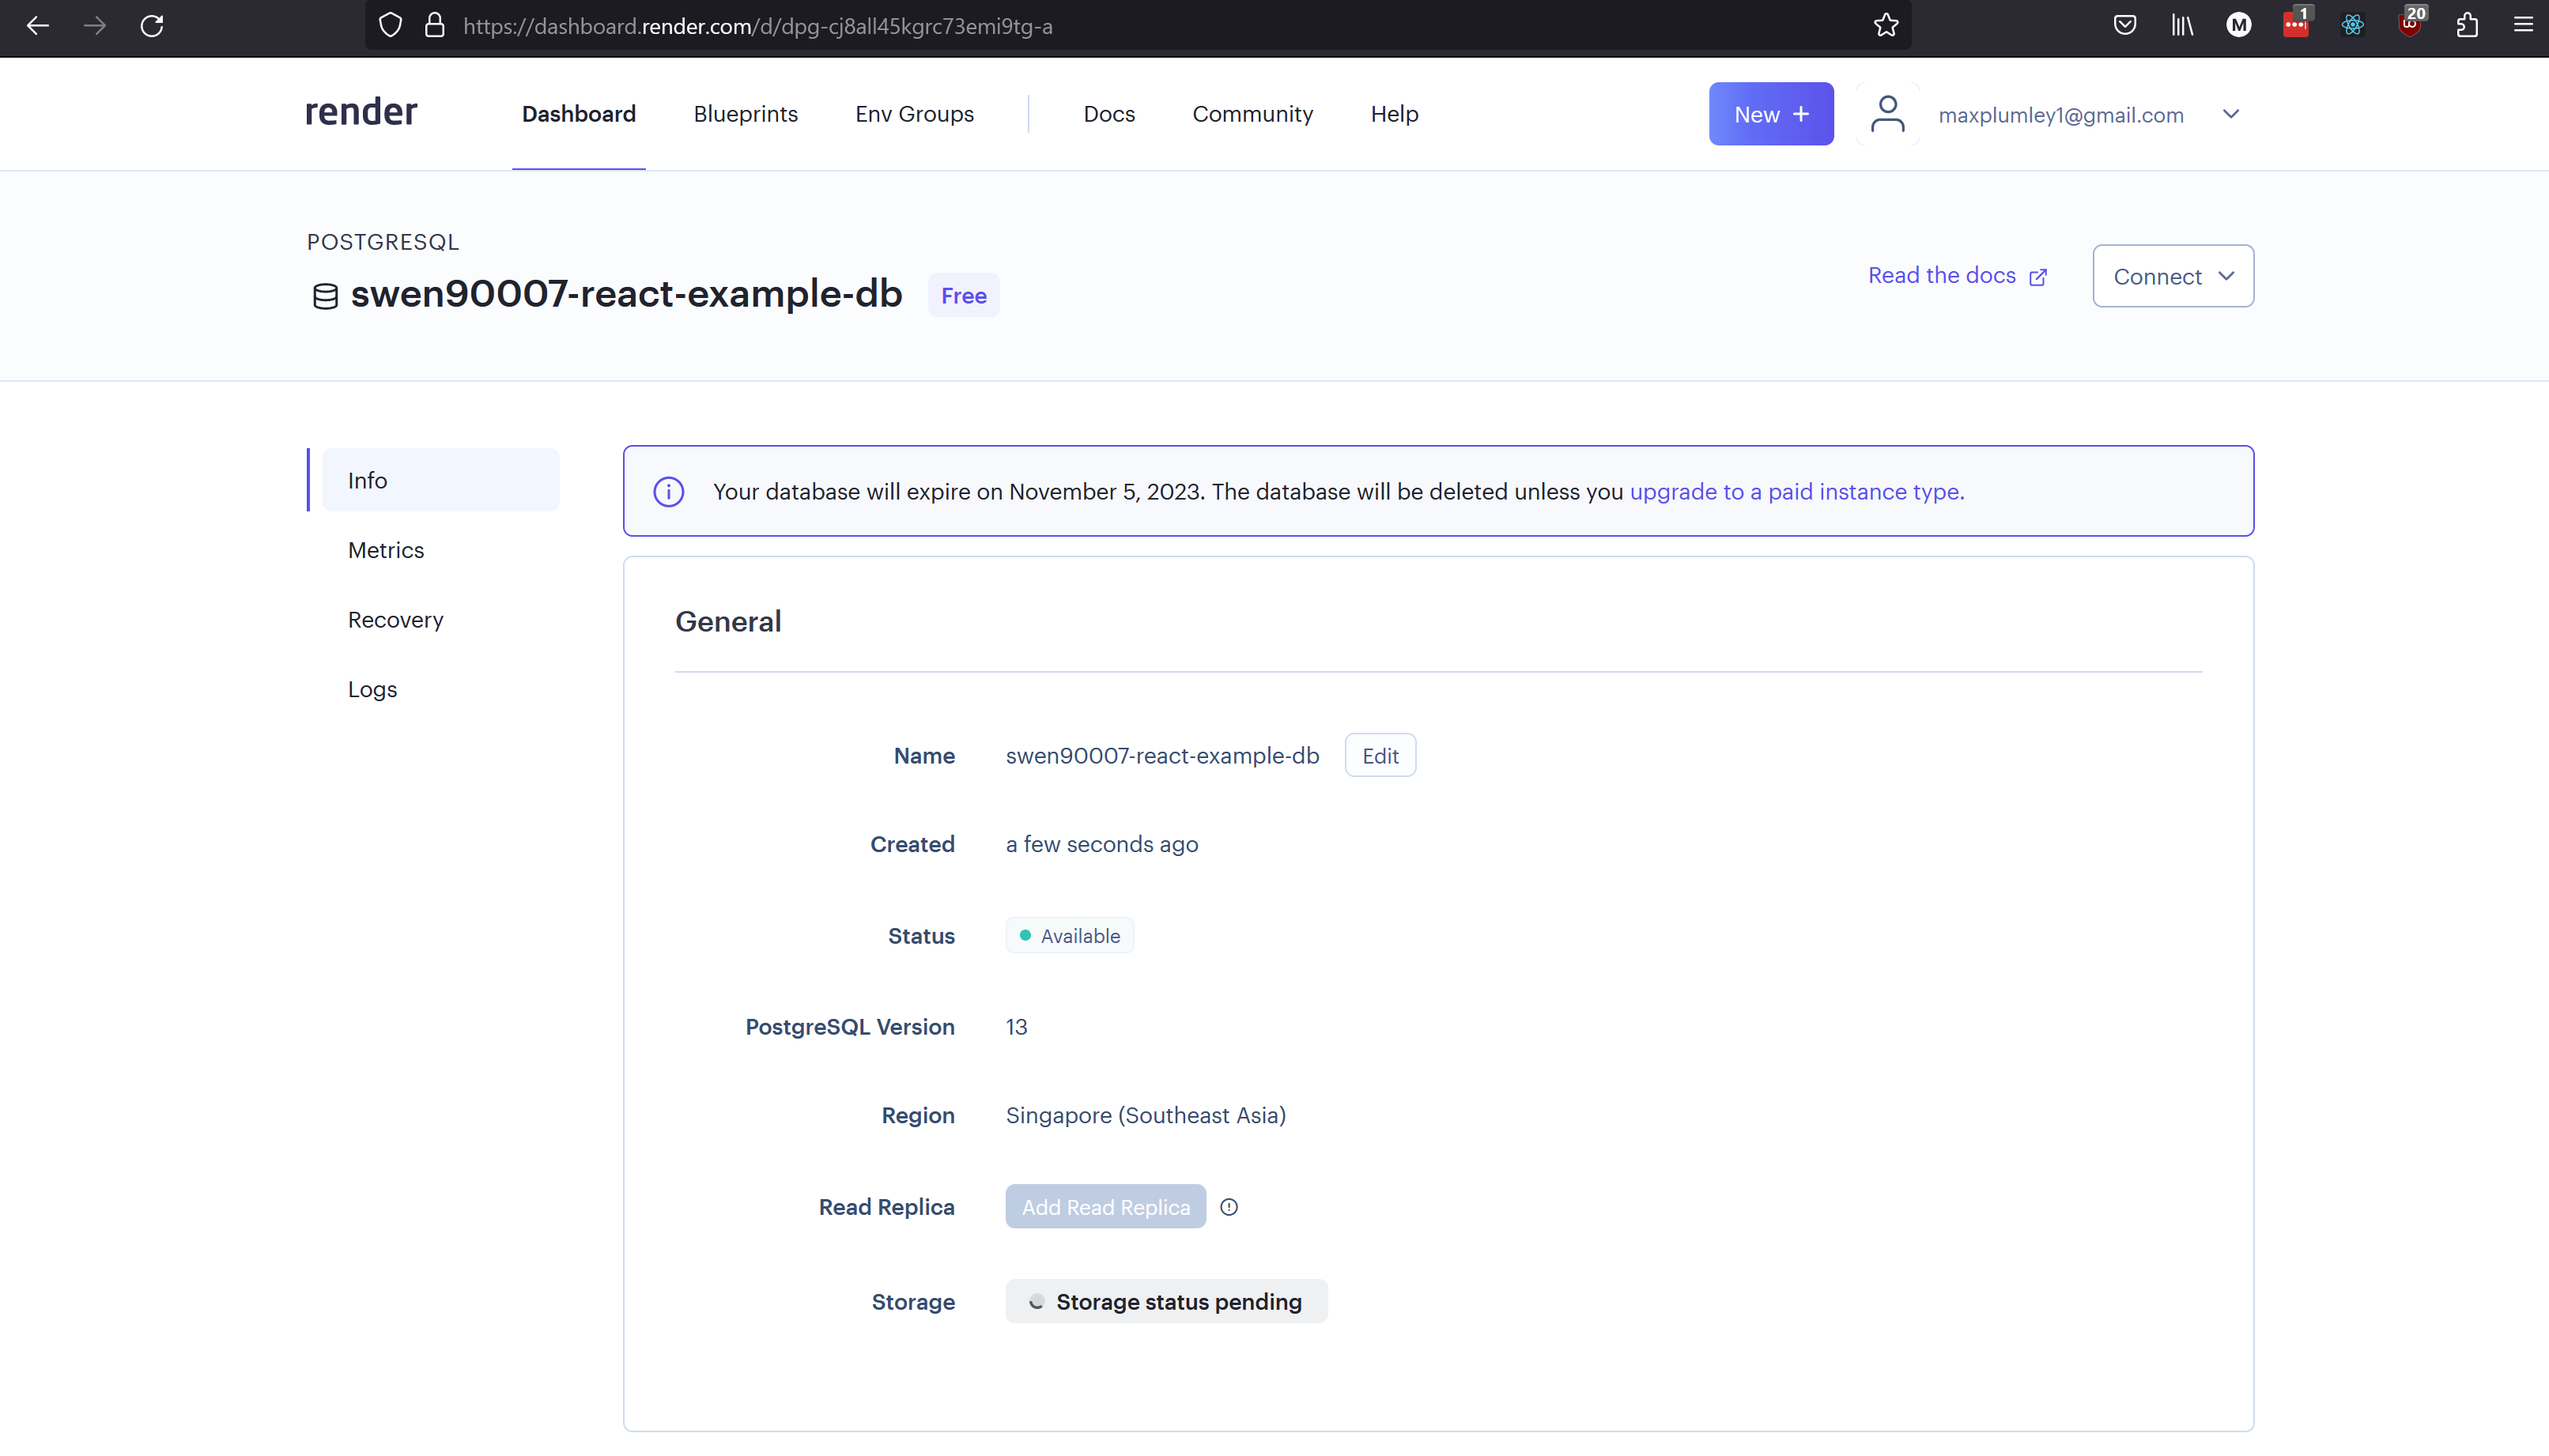 https://dashboard.render.com/d/dpg-cj8all45kgrc73emi9tg-a
M
1
20
render
Dashboard
Blueprints
Env Groups
Docs
Community
Help
New +
maxplumley1@gmail.com
POSTGRESQL
swen90007-react-example-db
Free
Read the docs
Connect
Info
Metrics
Recovery
Logs
Your database will expire on November 5, 2023. The database will be deleted unless you upgrade to a paid instance type.
General
Name
swen90007-react-example-db
Edit
Created
a few seconds ago
Status
Available
PostgreSQL Version
13
Region
Singapore (Southeast Asia)
Read Replica
Add Read Replica
Storage
Storage status pending